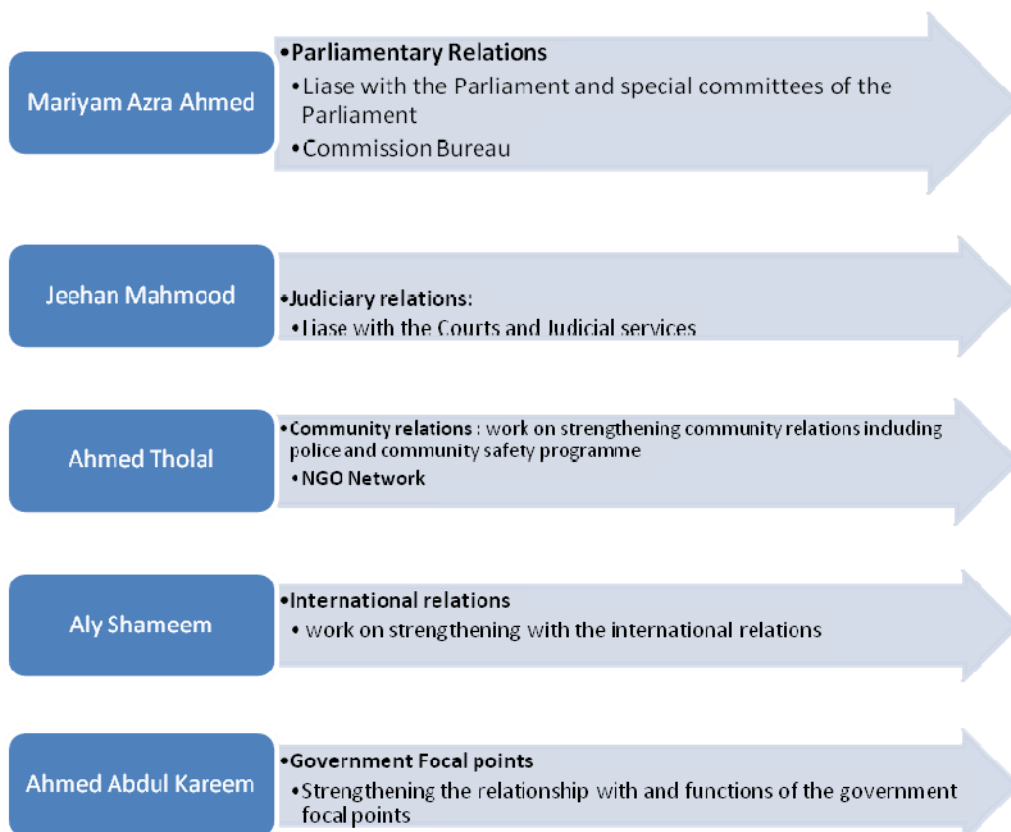 Mariyam Azra Ahmed
•Parliamentary Relations
•Liase with the Parliament and special committees of the
Parliament
•Commission Bureau
Jeehan Mahmood
•Judiciary relations:
•Liase with the Courts and Judicial services
Ahmed Tholal
•Community relations : work on strengthening community relations including
police and community safety programme
•NGO Network
Aly Shameem
•International relations
• work on strengthening with the international relations
Ahmed Abdul Kareem
•Government Focal points
•Strengthening the relationship with and functions of the government
focal points